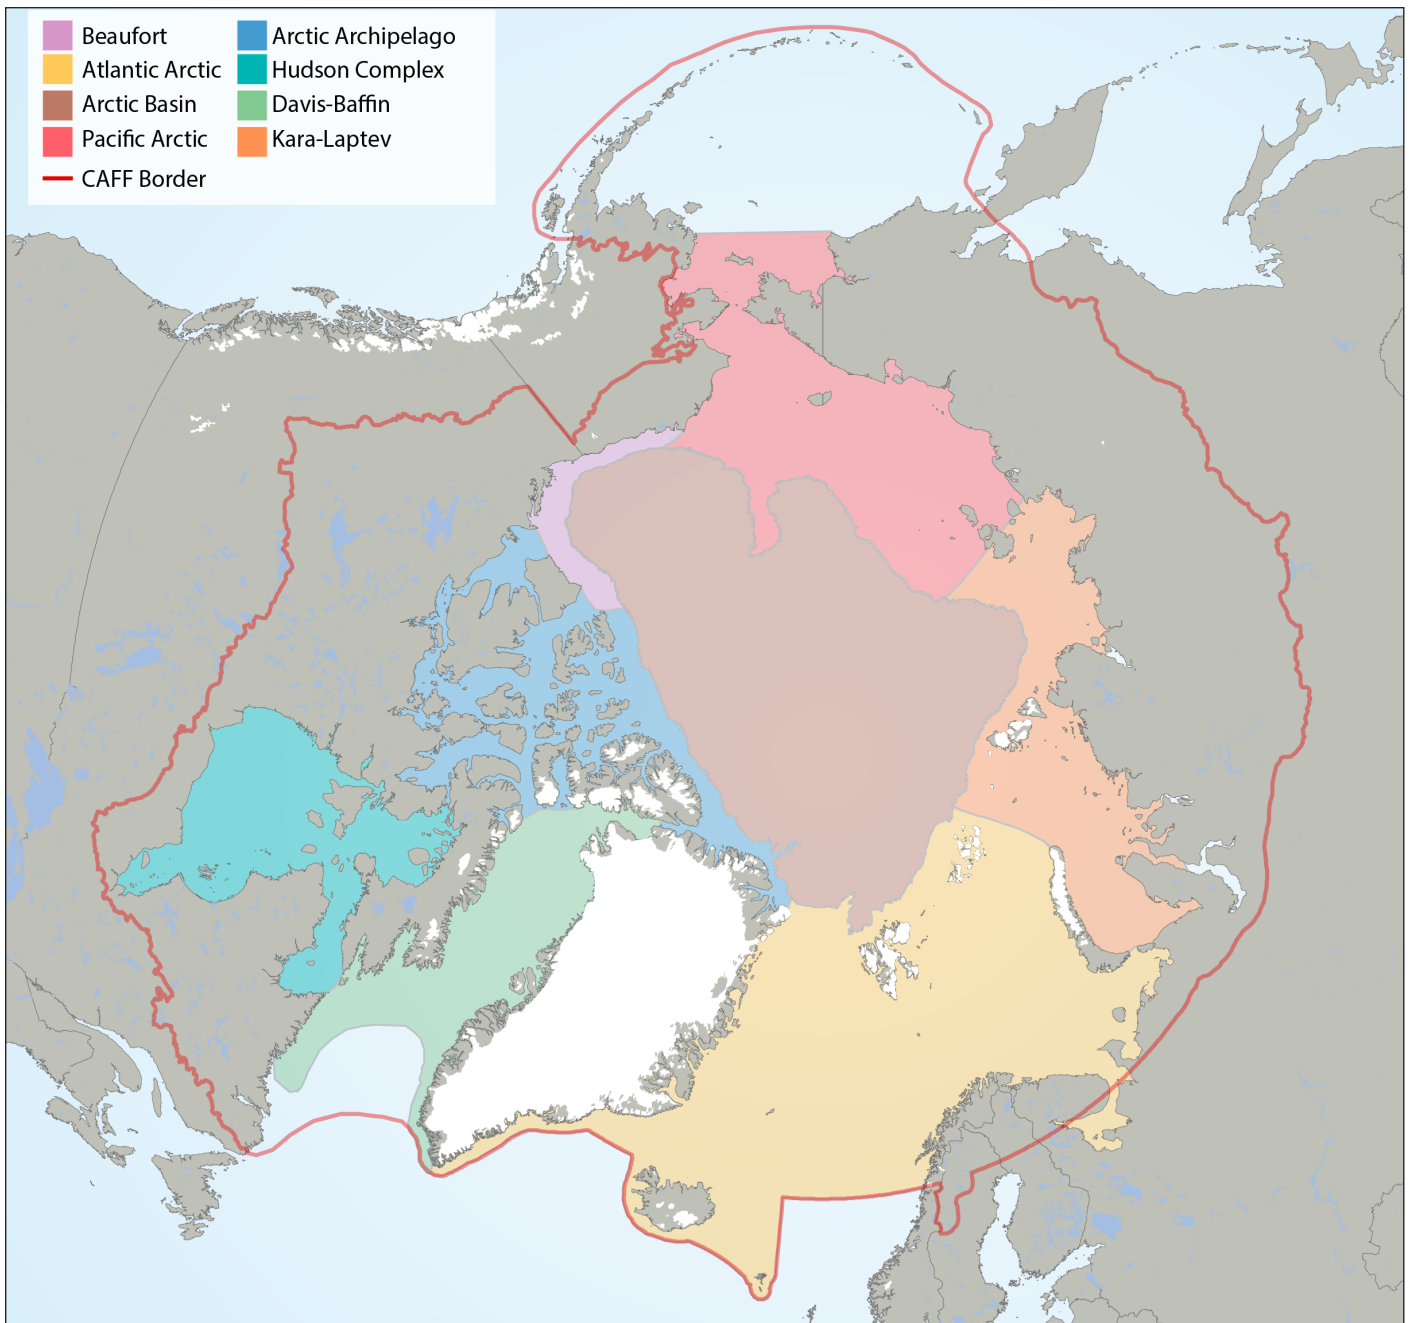 Beaufort
Atlantic Arctic
Arctic Basin
Pacific Arctic
CAFF Border
Arctic Archipelago
Hudson Complex
Davis-Baffin
Kara-Laptev